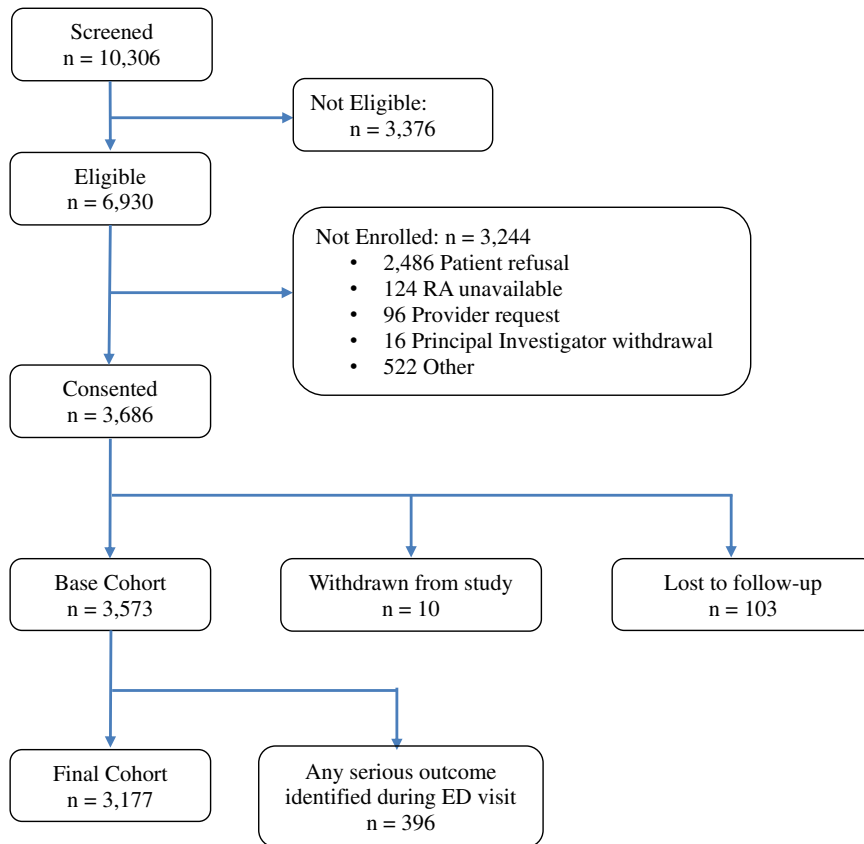 Screened
n = 10,306
Not Eligible:
n = 3,376
Eligible
n = 6,930
Not Enrolled: n = 3,244
• 2,486 Patient refusal
• 124 RA unavailable
• 96 Provider request
• 16 Principal Investigator withdrawal
• 522 Other
Consented
n = 3,686
Base Cohort
n = 3,573
Withdrawn from study
n = 10
Lost to follow-up
n = 103
Final Cohort
n = 3,177
Any serious outcome
identified during ED visit
n = 396